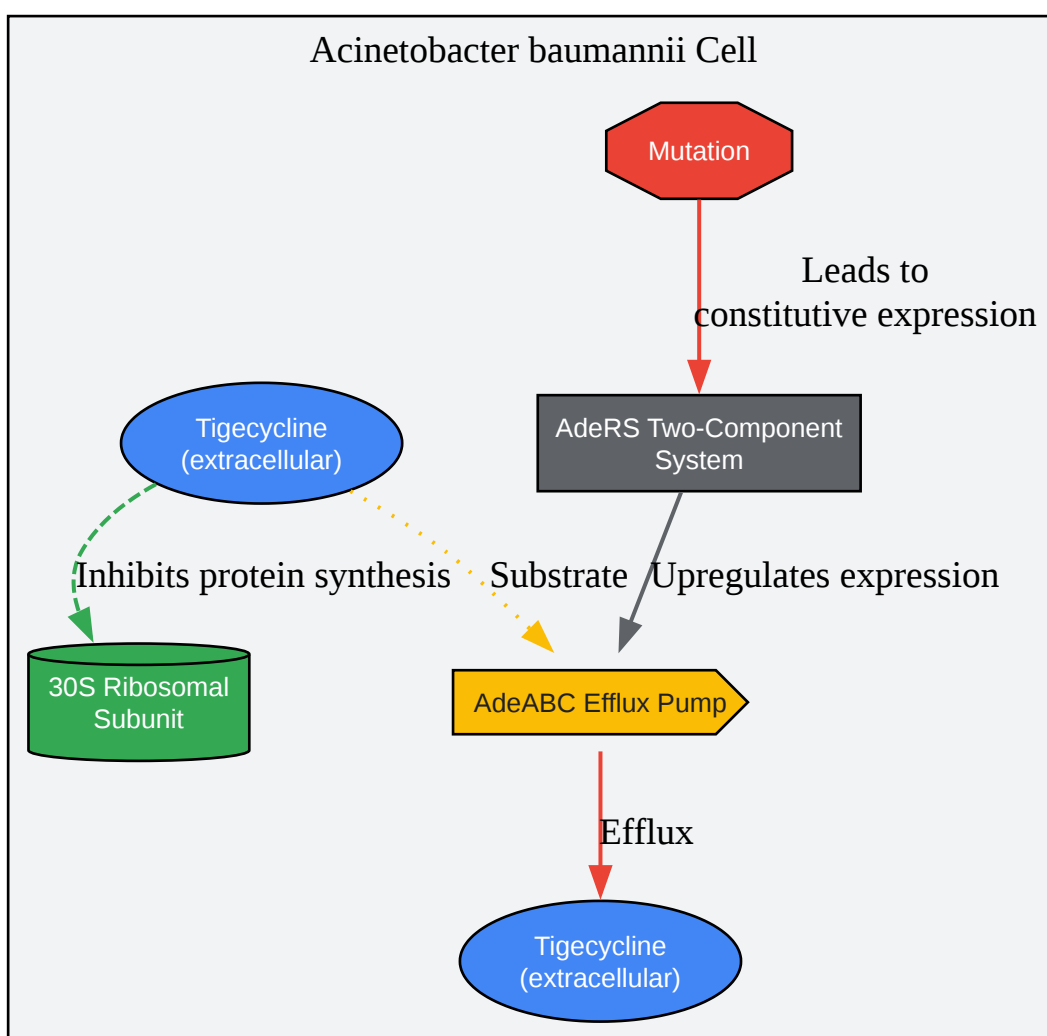 Acinetobacter baumannii Cell
Mutation
Leads to
constitutive expression
AdeRS Two-Component
System
Tigecycline
(extracellular)
Inhibits protein synthesis
Substrate
Upregulates expression
30S Ribosomal
Subunit
AdeABC Efflux Pump
Efflux
Tigecycline
(extracellular)